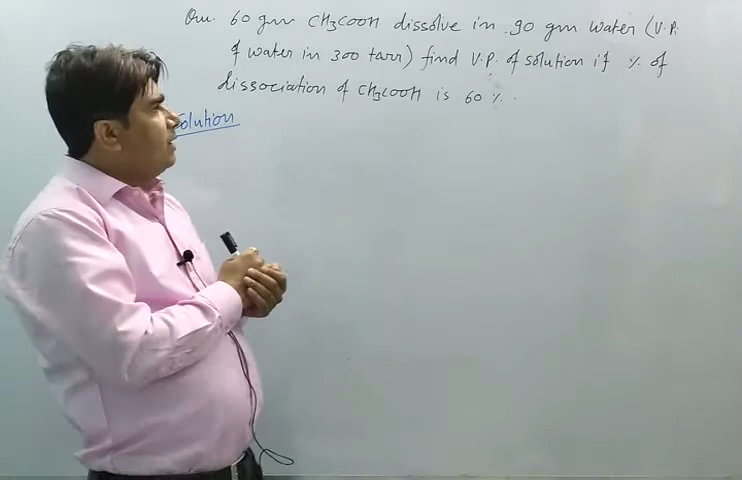 Qu. 60 gm CH3COOH dissolve in 90 gm water (V.P.
of water in 300 tarr) find V.P. of solution if % of
dissociation of CH3COOH is 60 %.
Solution